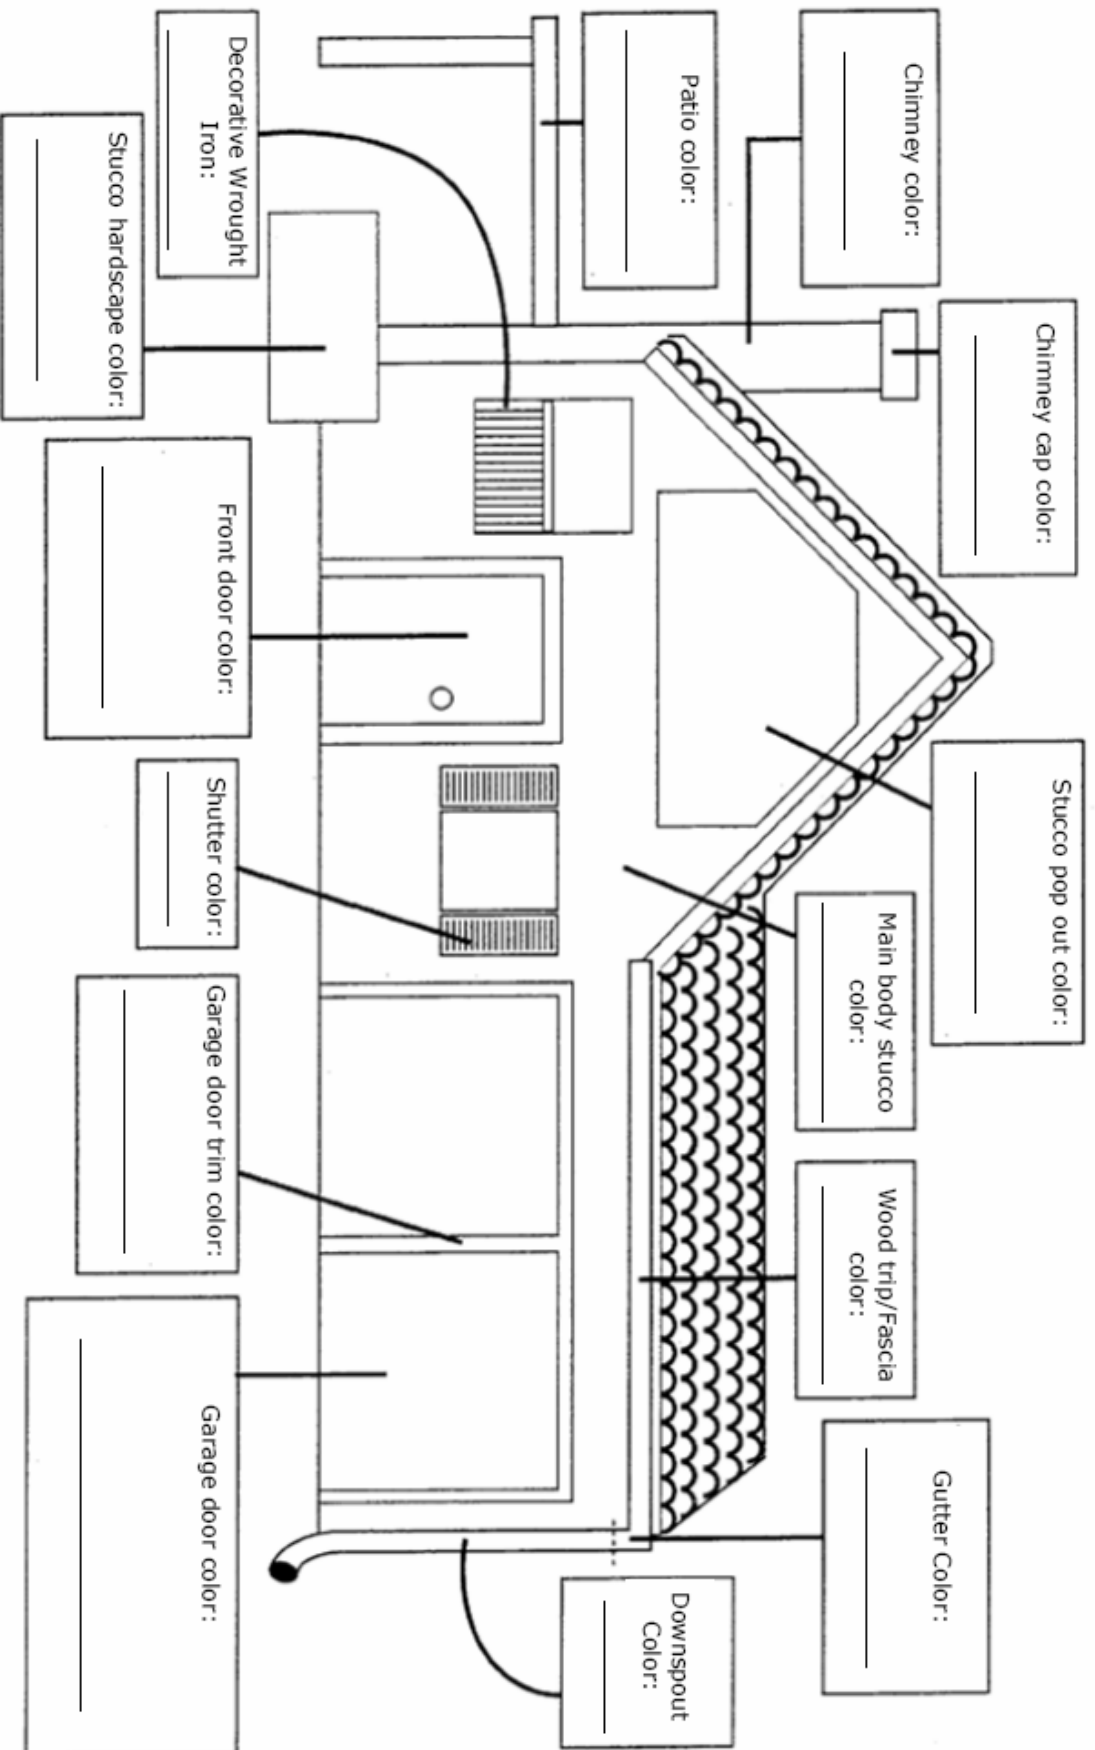 Chimney cap color:
Stucco pop out color:
Chimney color:
Main body stucco
color:
Wood trip/Fascia
color:
Gutter Color:
Patio color:
Downspout
Color:
Decorative Wrought
Iron:
Stucco hardscape color:
Front door color:
Shutter color:
Garage door trim color:
Garage door color: